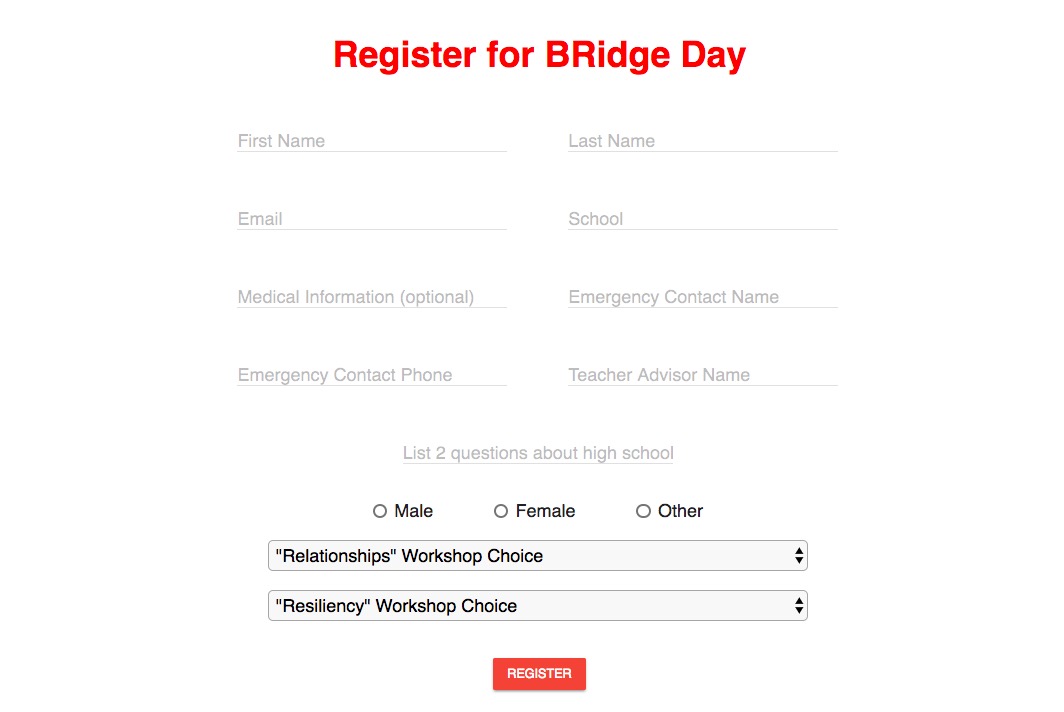 Register for BRidge Day
First Name Last Name
Email School
Medical Information (optional) Emergency Contact Name
Emergency Contact Phone Teacher Advisor Name
List 2 questions about high school
Male Female Other
"Relationships" Workshop Choice
"Resiliency" Workshop Choice
REGISTER